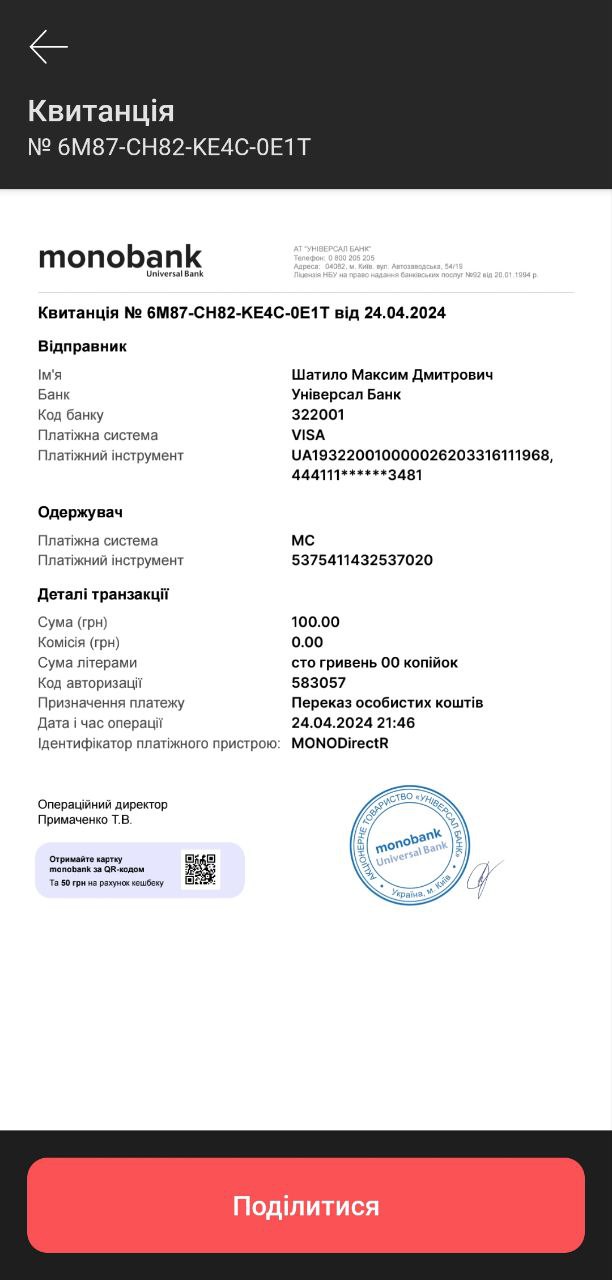 Квитанція
№ 6M87-CH82-KE4C-0E1T
monobank
Universal Bank
АТ "УНІВЕРСАЛ БАНК"
Телефон: 0 800 205 205
Адреса: 04082, м. Київ, вул. Автозаводська, 54/19
Ліцензія НБУ на право надання банківських послуг №92 від 20.01.1994 р.
Квитанція № 6M87-CH82-KE4C-0E1T від 24.04.2024
Відправник
Ім'я Шатило Максим Дмитрович
Банк Універсал Банк
Код банку 322001
Платіжна система VISA
Платіжний інструмент UA193220010000026203316111968,
444111******3481
Одержувач
Платіжна система MC
Платіжний інструмент 5375411432537020
Деталі транзакції
Сума (грн) 100.00
Комісія (грн) 0.00
Сума літерами сто гривень 00 копійок
Код авторизації 583057
Призначення платежу Переказ особистих коштів
Дата і час операції 24.04.2024 21:46
Ідентифікатор платіжного пристрою: MONODirectR
Операційний директор
Примаченко Т.В.
Отримайте картку
monobank за QR-кодом
Та 50 грн на рахунок кешбеку
АКЦІОНЕРНЕ ТОВАРИСТВО «УНІВЕРСАЛ БАНК»
monobank
Universal Bank
Україна, м. Київ
Поділитися